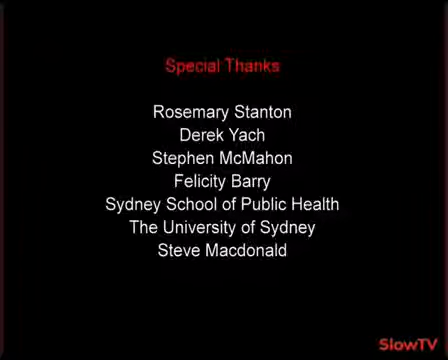 Special Thanks
Rosemary Stanton
Derek Yach
Stephen McMahon
Felicity Barry
Sydney School of Public Health
The University of Sydney
Steve Macdonald
SlowTV